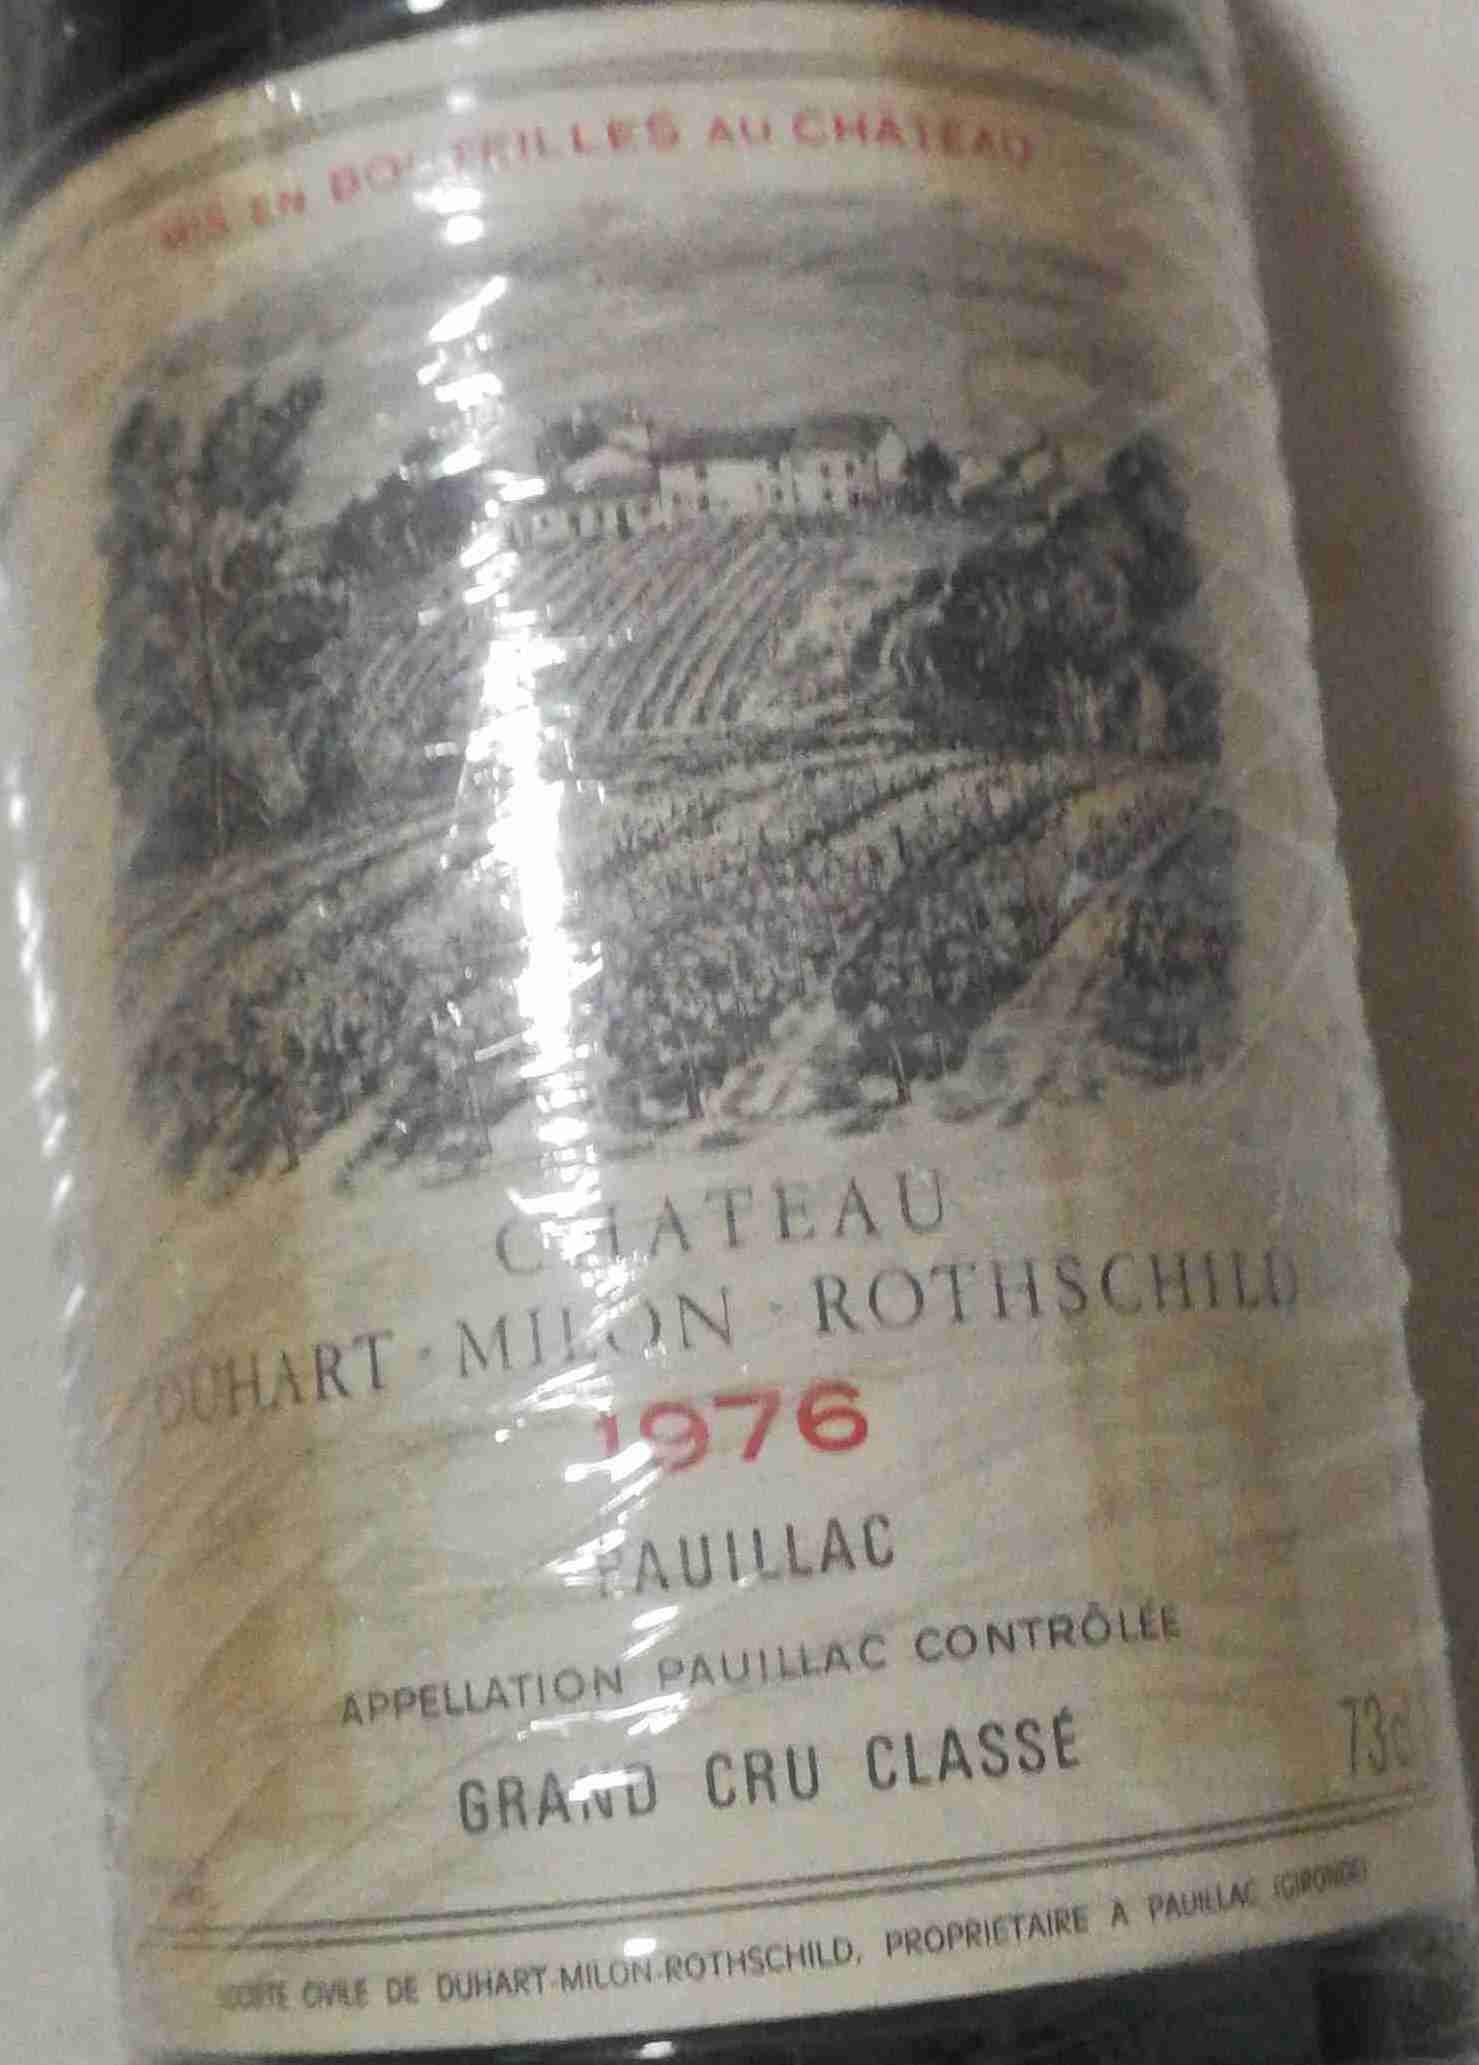 MIS EN BOUTEILLES AU CHATEAU
CHATEAU
DUHART · MILON · ROTHSCHILD
1976
PAUILLAC
APPELLATION PAUILLAC CONTRÔLÉE
GRAND CRU CLASSÉ
73cl
SOCIÉTÉ CIVILE DE DUHART-MILON-ROTHSCHILD, PROPRIETAIRE A PAUILLAC (GIRONDE)